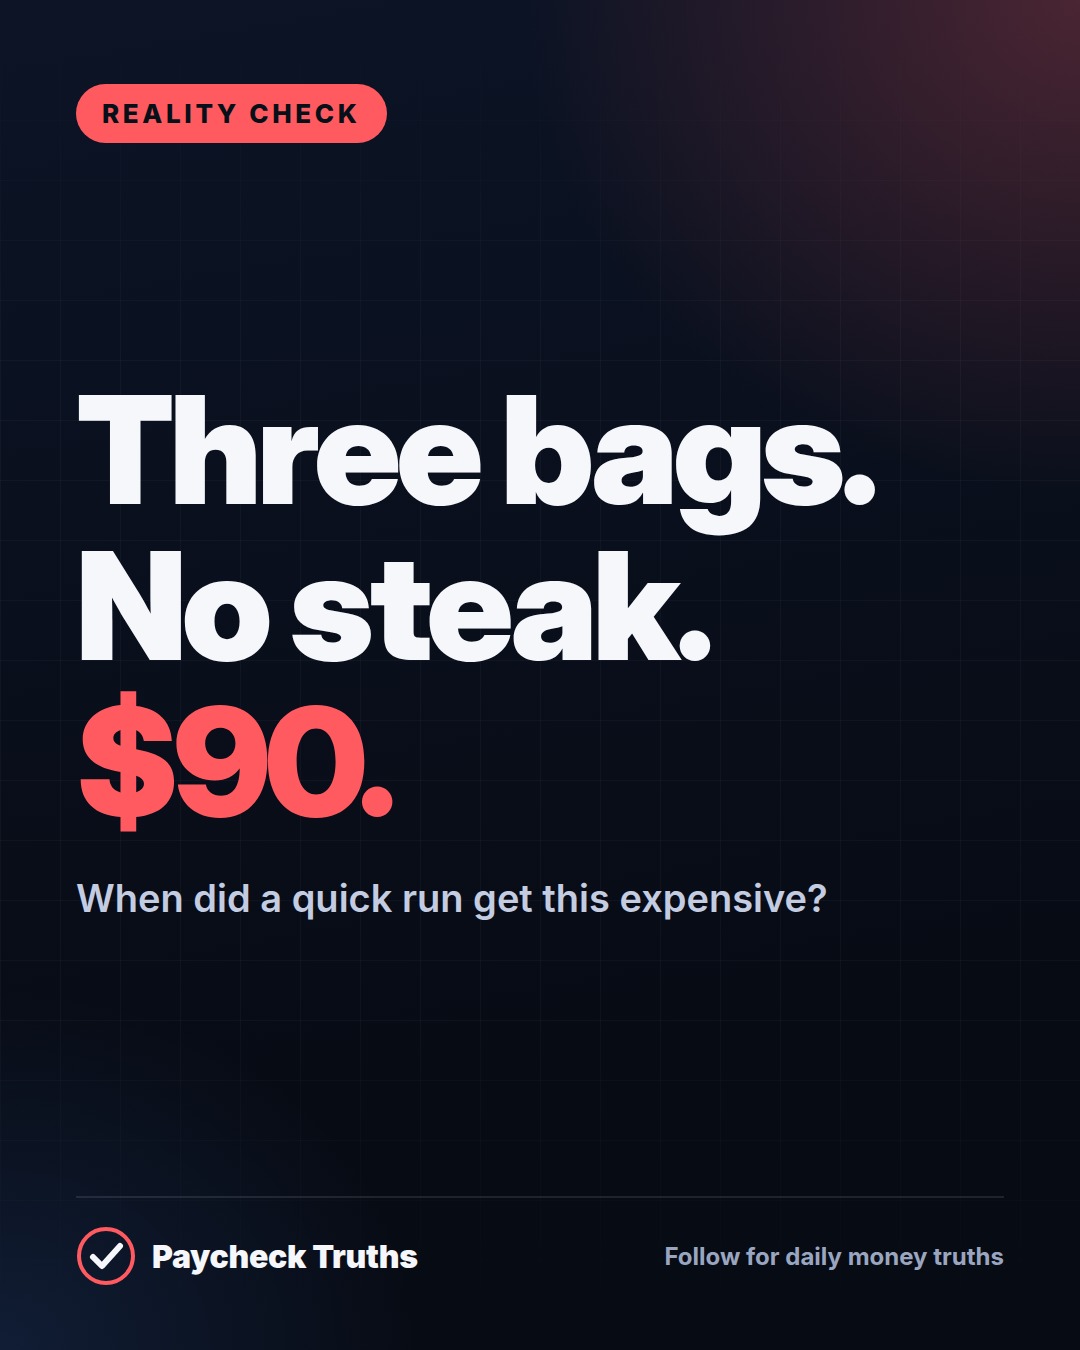 REALITY CHECK
Three bags.
No steak.
$90.
When did a quick run get this expensive?
Paycheck Truths
Follow for daily money truths